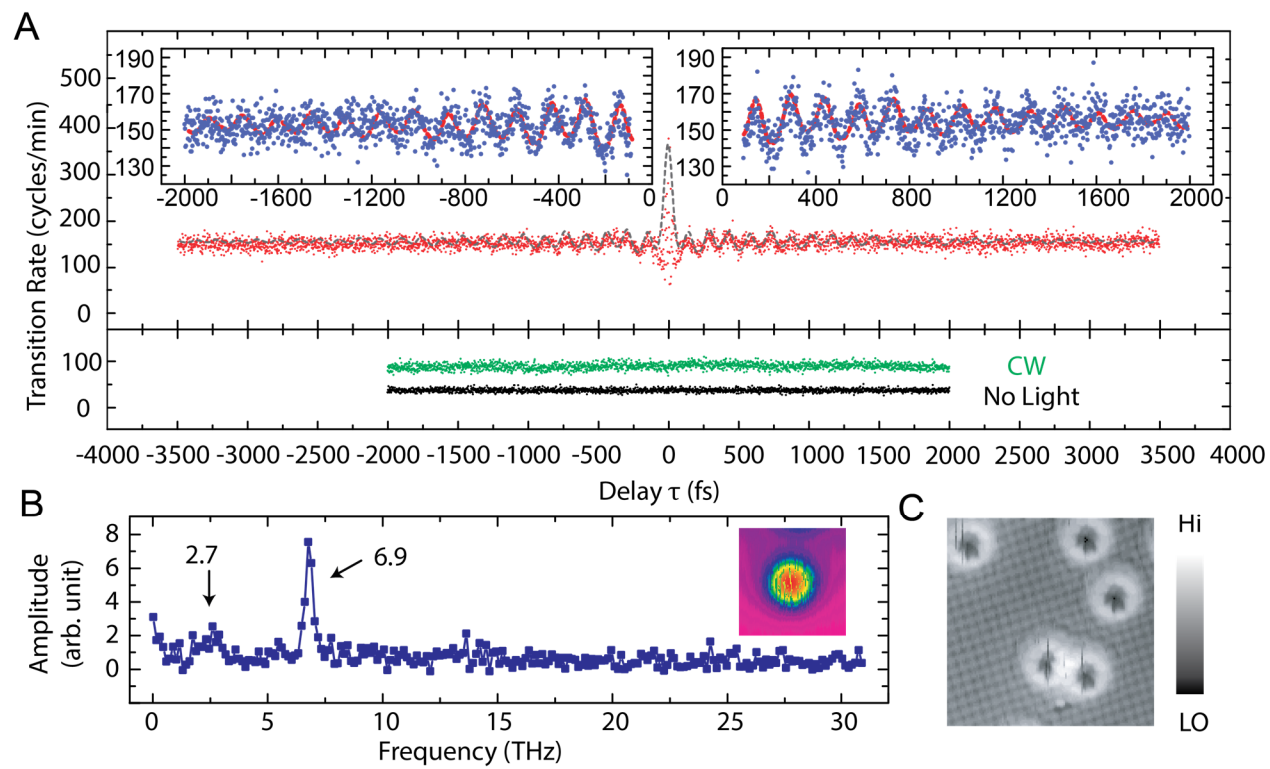 A
Transition Rate (cycles/min)
500
400
300
200
100
0
190
170
150
130
-2000 -1600 -1200 -800 -400 0
190
170
150
130
0 400 800 1200 1600 2000
100
0
CW
No Light
-4000 -3500 -3000 -2500 -2000 -1500 -1000 -500 0 500 1000 1500 2000 2500 3000 3500 4000
Delay τ (fs)
B
Amplitude
(arb. unit)
8
6
4
2
0
2.7
6.9
0 5 10 15 20 25 30
Frequency (THz)
C
Hi
LO